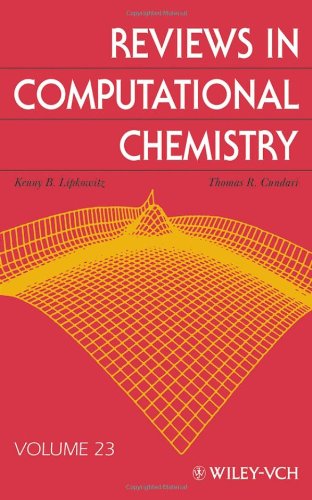 REVIEWS IN
COMPUTATIONAL
CHEMISTRY
Kenny B. Lipkowitz Thomas R. Cundari
VOLUME 23
WILEY-VCH